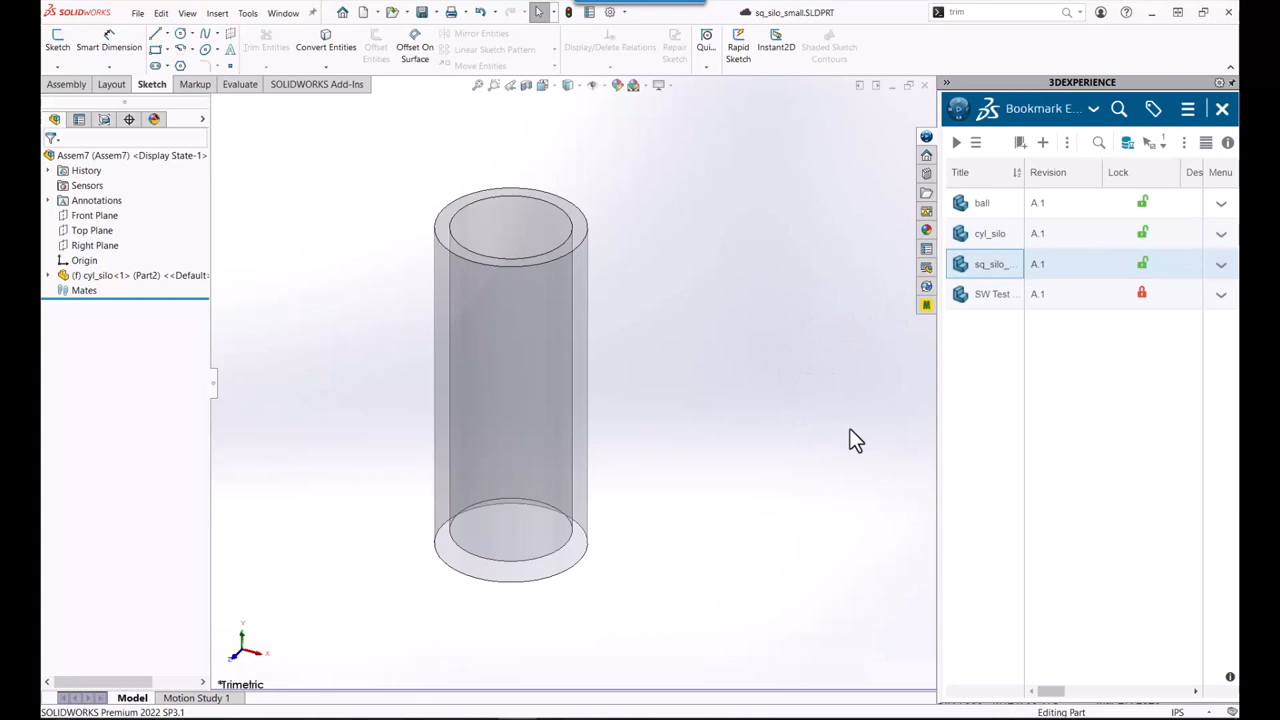 SOLIDWORKS File Edit View Insert Tools Window sq_silo_small.SLDPRT trim
Sketch Smart Dimension Trim Entities Convert Entities Offset Entities Offset On Surface Mirror Entities Linear Sketch Pattern Move Entities Display/Delete Relations Repair Sketch Qui... Rapid Sketch Instant2D Shaded Sketch Contours
Assembly Layout Sketch Markup Evaluate SOLIDWORKS Add-Ins
3DEXPERIENCE
Bookmark E...
1
Title Revision Lock Des Menu
ball A.1
cyl_silo A.1
sq_silo_... A.1
SW Test ... A.1
Assem7 (Assem7) <Display State-1>
History
Sensors
Annotations
Front Plane
Top Plane
Right Plane
Origin
(f) cyl_silo<1> (Part2) <<Default>
Mates
Y
X
Z
*Trimetric
Model Motion Study 1
SOLIDWORKS Premium 2022 SP3.1 Editing Part IPS